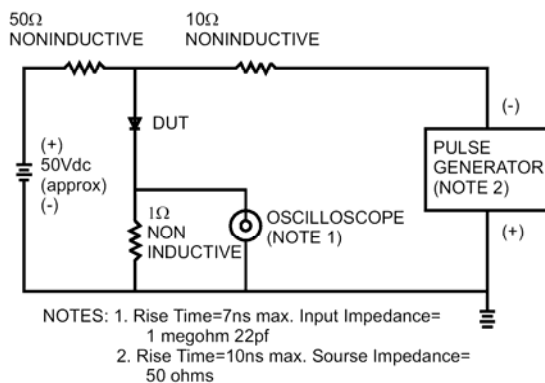 50Ω
NONINDUCTIVE
10Ω
NONINDUCTIVE
(+)
50Vdc
(approx)
(-)
DUT
1Ω
NON
INDUCTIVE
OSCILLOSCOPE
(NOTE 1)
(-)
PULSE
GENERATOR
(NOTE 2)
(+)
NOTES: 1. Rise Time=7ns max. Input Impedance=
1 megohm 22pf
2. Rise Time=10ns max. Sourse Impedance=
50 ohms